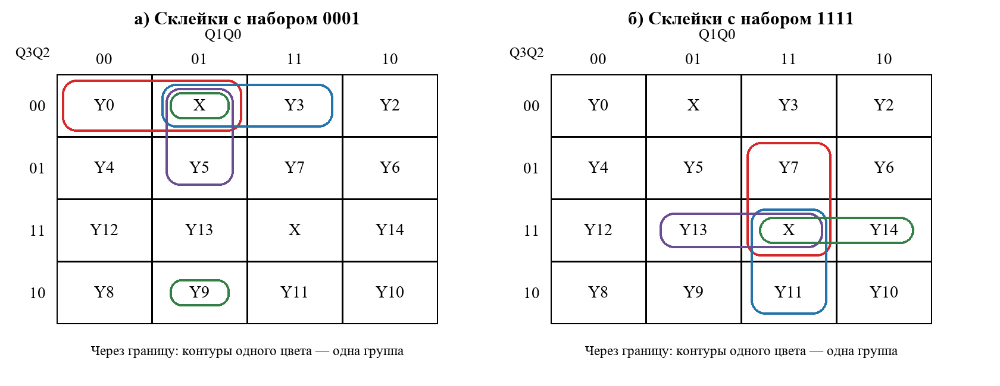 а) Склейки с набором 0001
Q1Q0
Q3Q2
00 01 11 10
00 Y0 X Y3 Y2
01 Y4 Y5 Y7 Y6
11 Y12 Y13 X Y14
10 Y8 Y9 Y11 Y10
Через границу: контуры одного цвета — одна группа
б) Склейки с набором 1111
Q1Q0
Q3Q2
00 01 11 10
00 Y0 X Y3 Y2
01 Y4 Y5 Y7 Y6
11 Y12 Y13 X Y14
10 Y8 Y9 Y11 Y10
Через границу: контуры одного цвета — одна группа